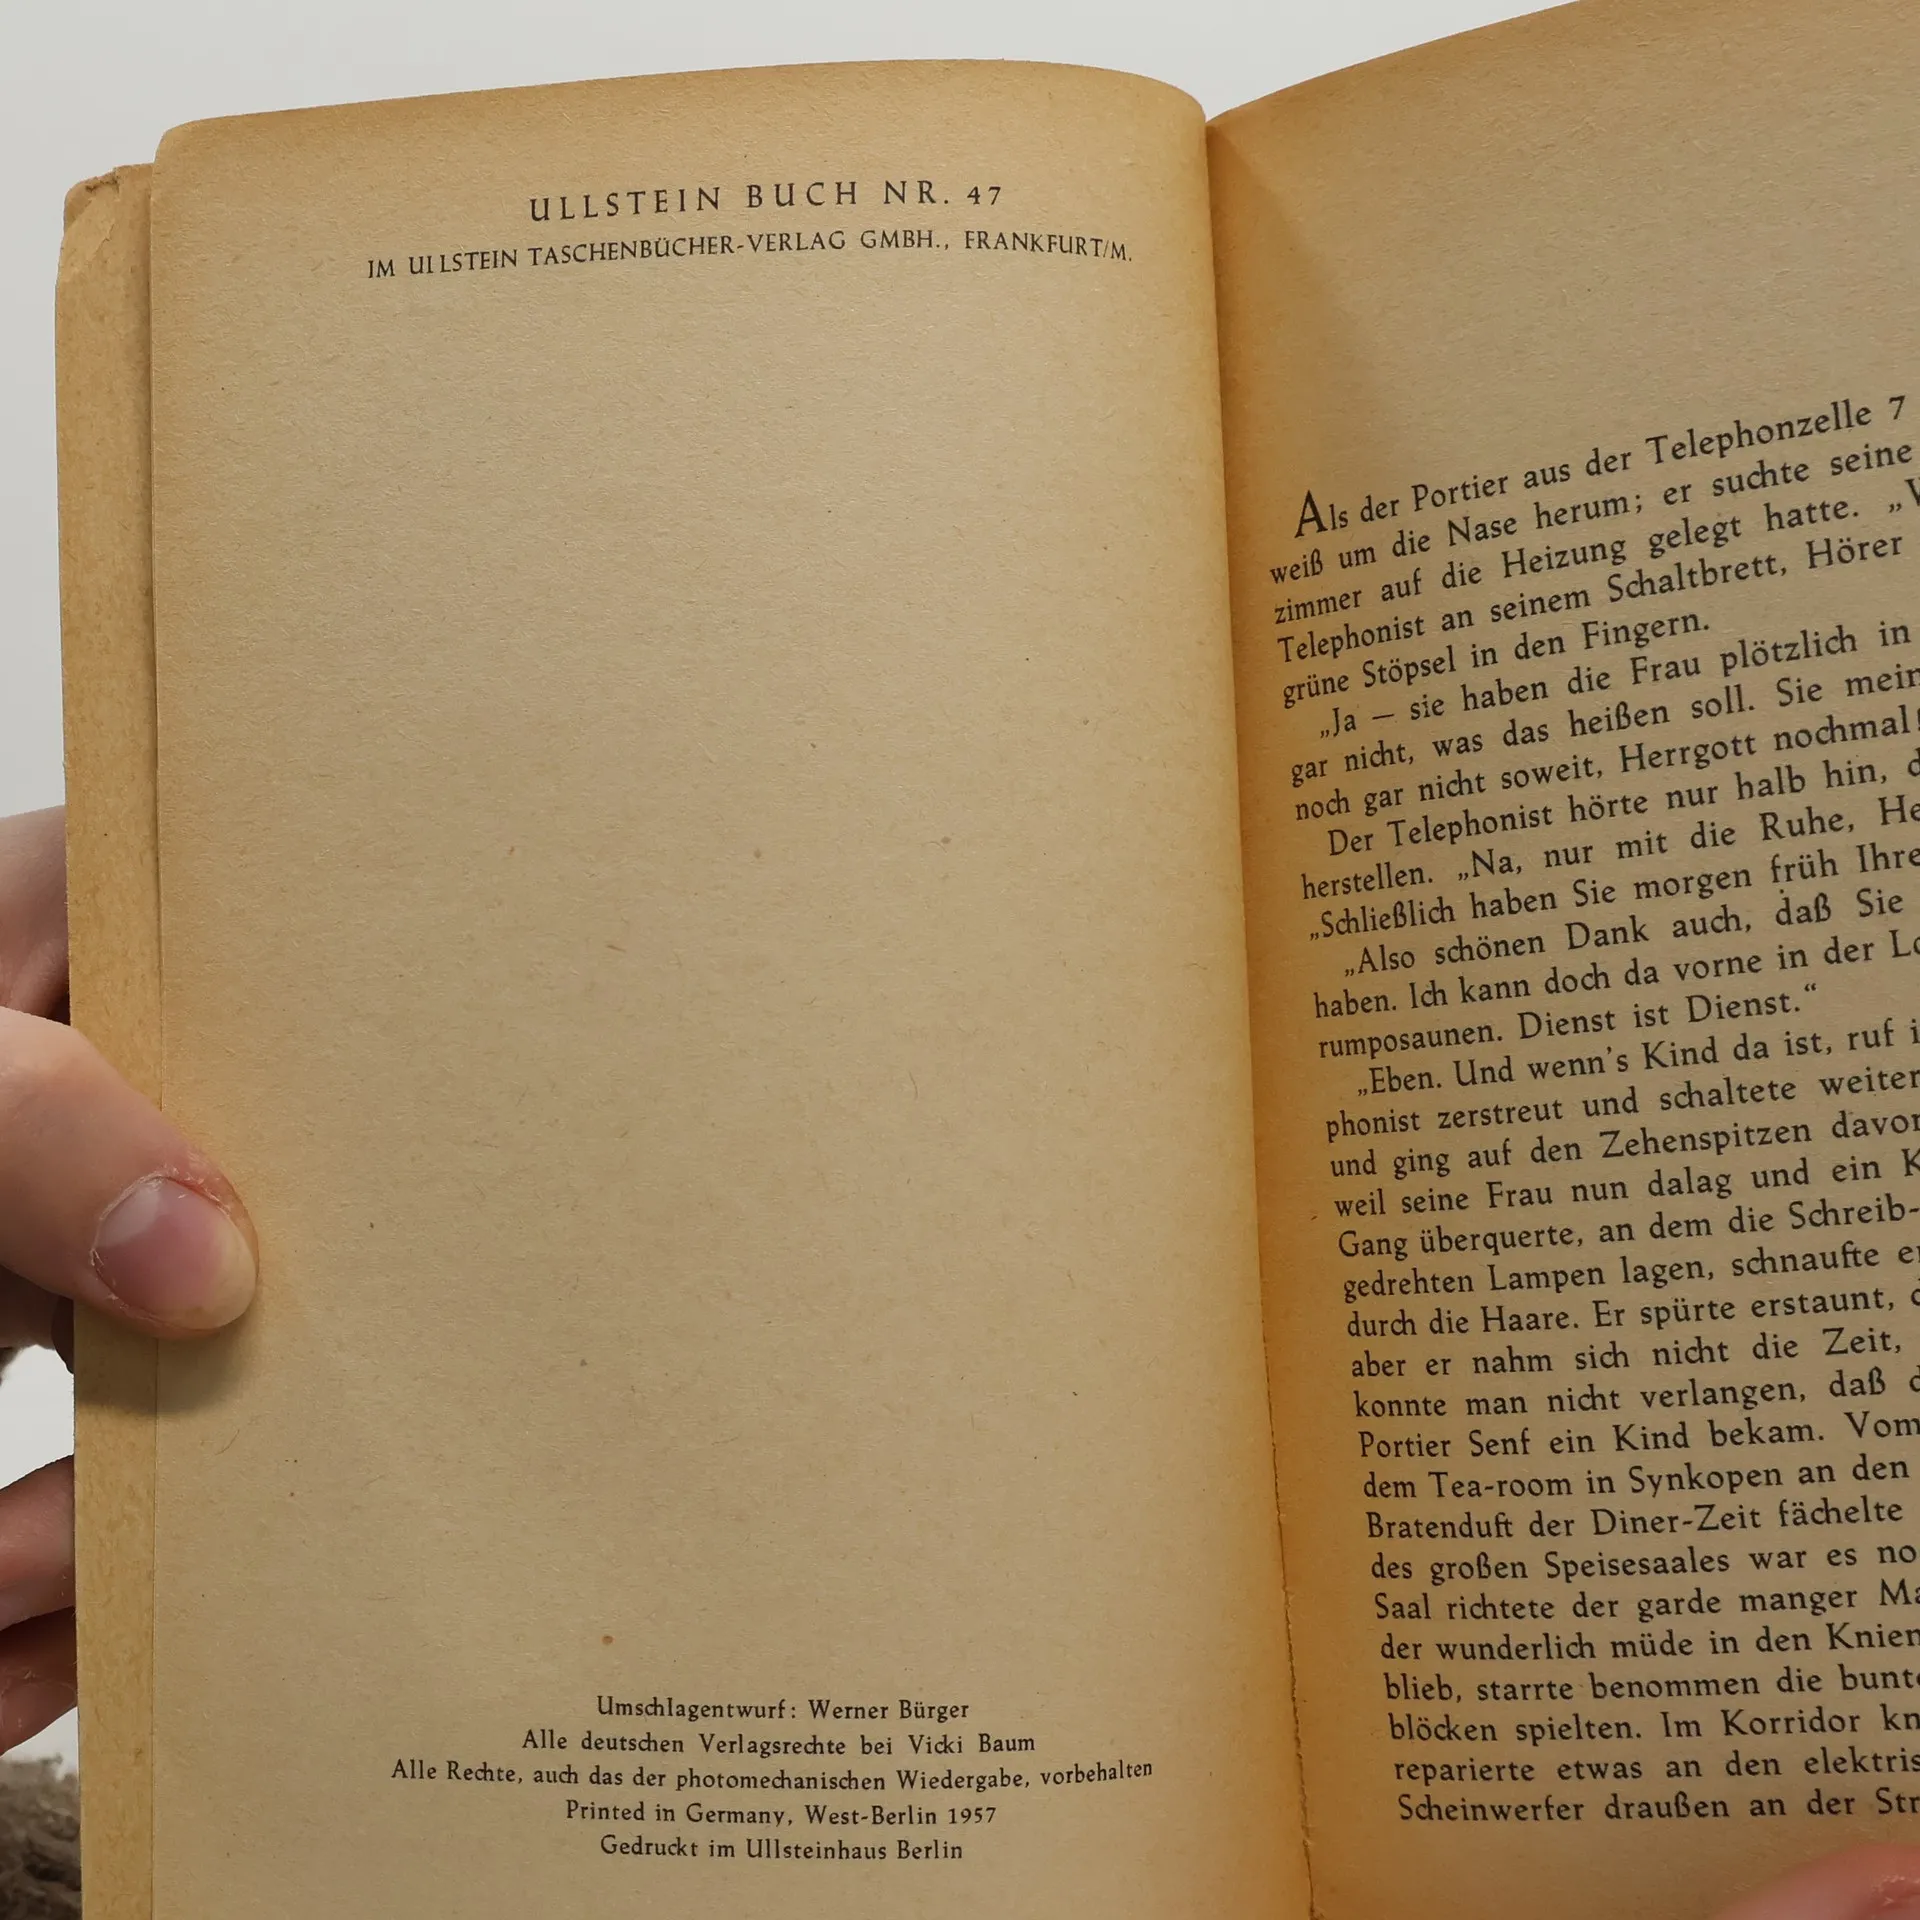 ULLSTEIN BUCH NR. 47
IM ULLSTEIN TASCHENBÜCHER-VERLAG GMBH., FRANKFURT/M.
Umschlagentwurf: Werner Bürger
Alle deutschen Verlagsrechte bei Vicki Baum
Alle Rechte, auch das der photomechanischen Wiedergabe, vorbehalten
Printed in Germany, West-Berlin 1957
Gedruckt im Ullsteinhaus Berlin
Als der Portier aus der Telephonzelle 7
weiß um die Nase herum; er suchte seine
zimmer auf die Heizung gelegt hatte. „
Telephonist an seinem Schaltbrett, Hörer
grüne Stöpsel in den Fingern.
„Ja — sie haben die Frau plötzlich in
gar nicht, was das heißen soll. Sie
noch gar nicht soweit, Herrgott nochmal!
Der Telephonist hörte nur halb hin,
herstellen. „Na, nur mit die Ruhe,
„Schließlich haben Sie morgen früh Ihre
„Also schönen Dank auch, daß Sie
haben. Ich kann doch da vorne in der
rumposaunen. Dienst ist Dienst.“
„Eben. Und wenn's Kind da ist, ruf
phonist zerstreut und schaltete weiter
und ging auf den Zehenspitzen davon
weil seine Frau nun dalag und ein
Gang überquerte, an dem die Schreib-
gedrehten Lampen lagen, schnaufte er
durch die Haare. Er spürte erstaunt,
aber er nahm sich nicht die Zeit,
konnte man nicht verlangen, daß
Portier Senf ein Kind bekam. Vom
dem Tea-room in Synkopen an den
Bratenduft der Diner-Zeit fächelte
des großen Speisesaales war es
Saal richtete der garde manger
der wunderlich müde in den Knien
blieb, starrte benommen die
blöcken spielten. Im Korridor
reparierte etwas an den
Scheinwerfer draußen an der